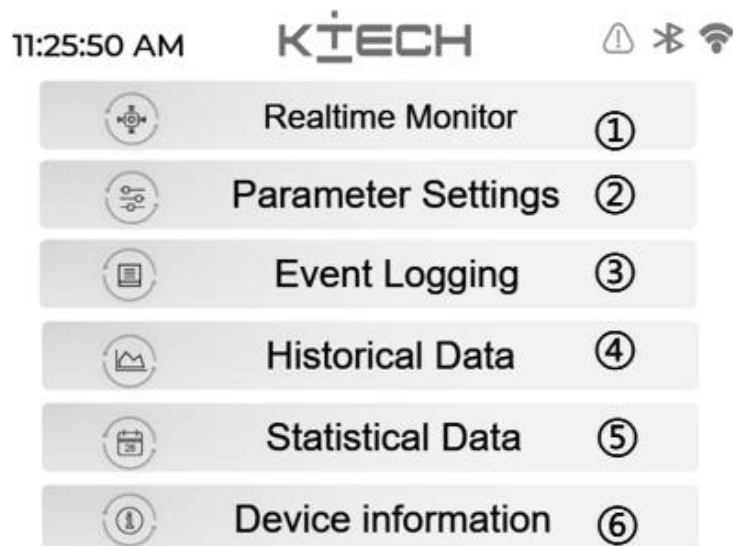 11:25:50 AM KTECH
Realtime Monitor ①
Parameter Settings ②
Event Logging ③
Historical Data ④
Statistical Data ⑤
Device information ⑥